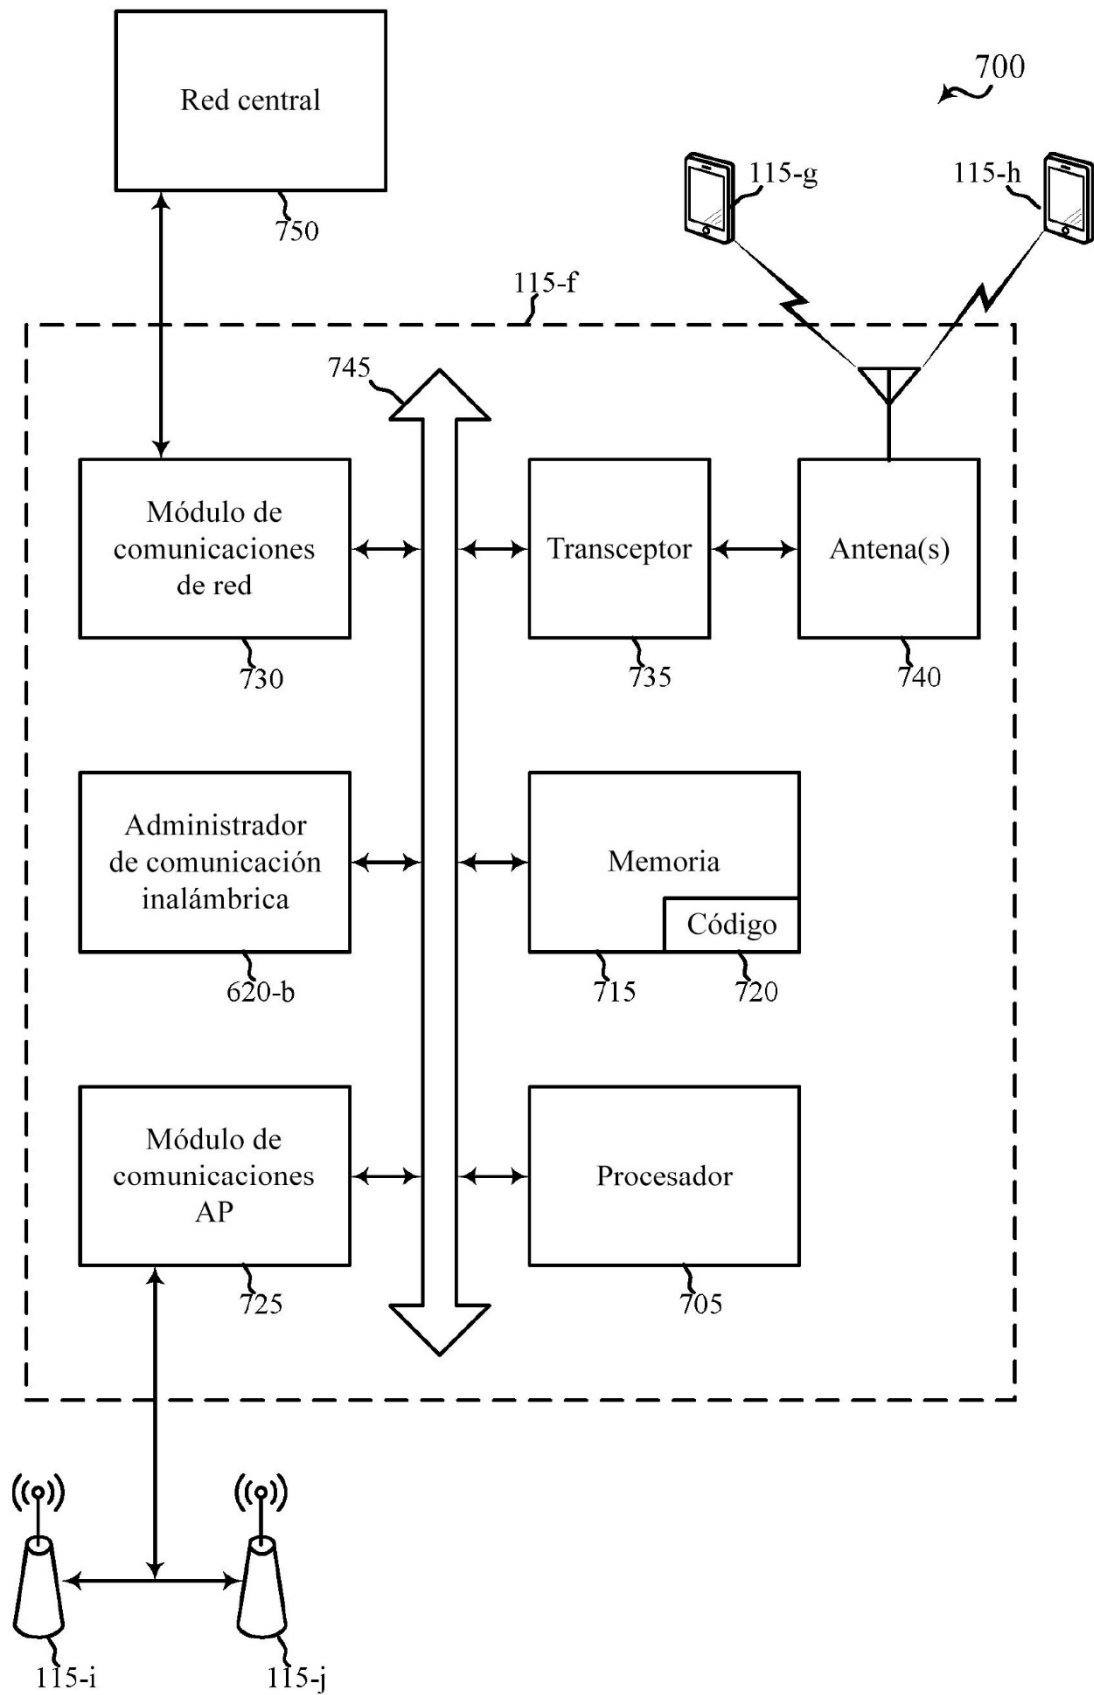 Red central
750
700
115-g
115-h
115-f
745
Módulo de
comunicaciones
de red
730
Transceptor
735
Antena(s)
740
Administrador
de comunicación
inalámbrica
620-b
Memoria
Código
715
720
Módulo de
comunicaciones
AP
725
Procesador
705
115-i
115-j